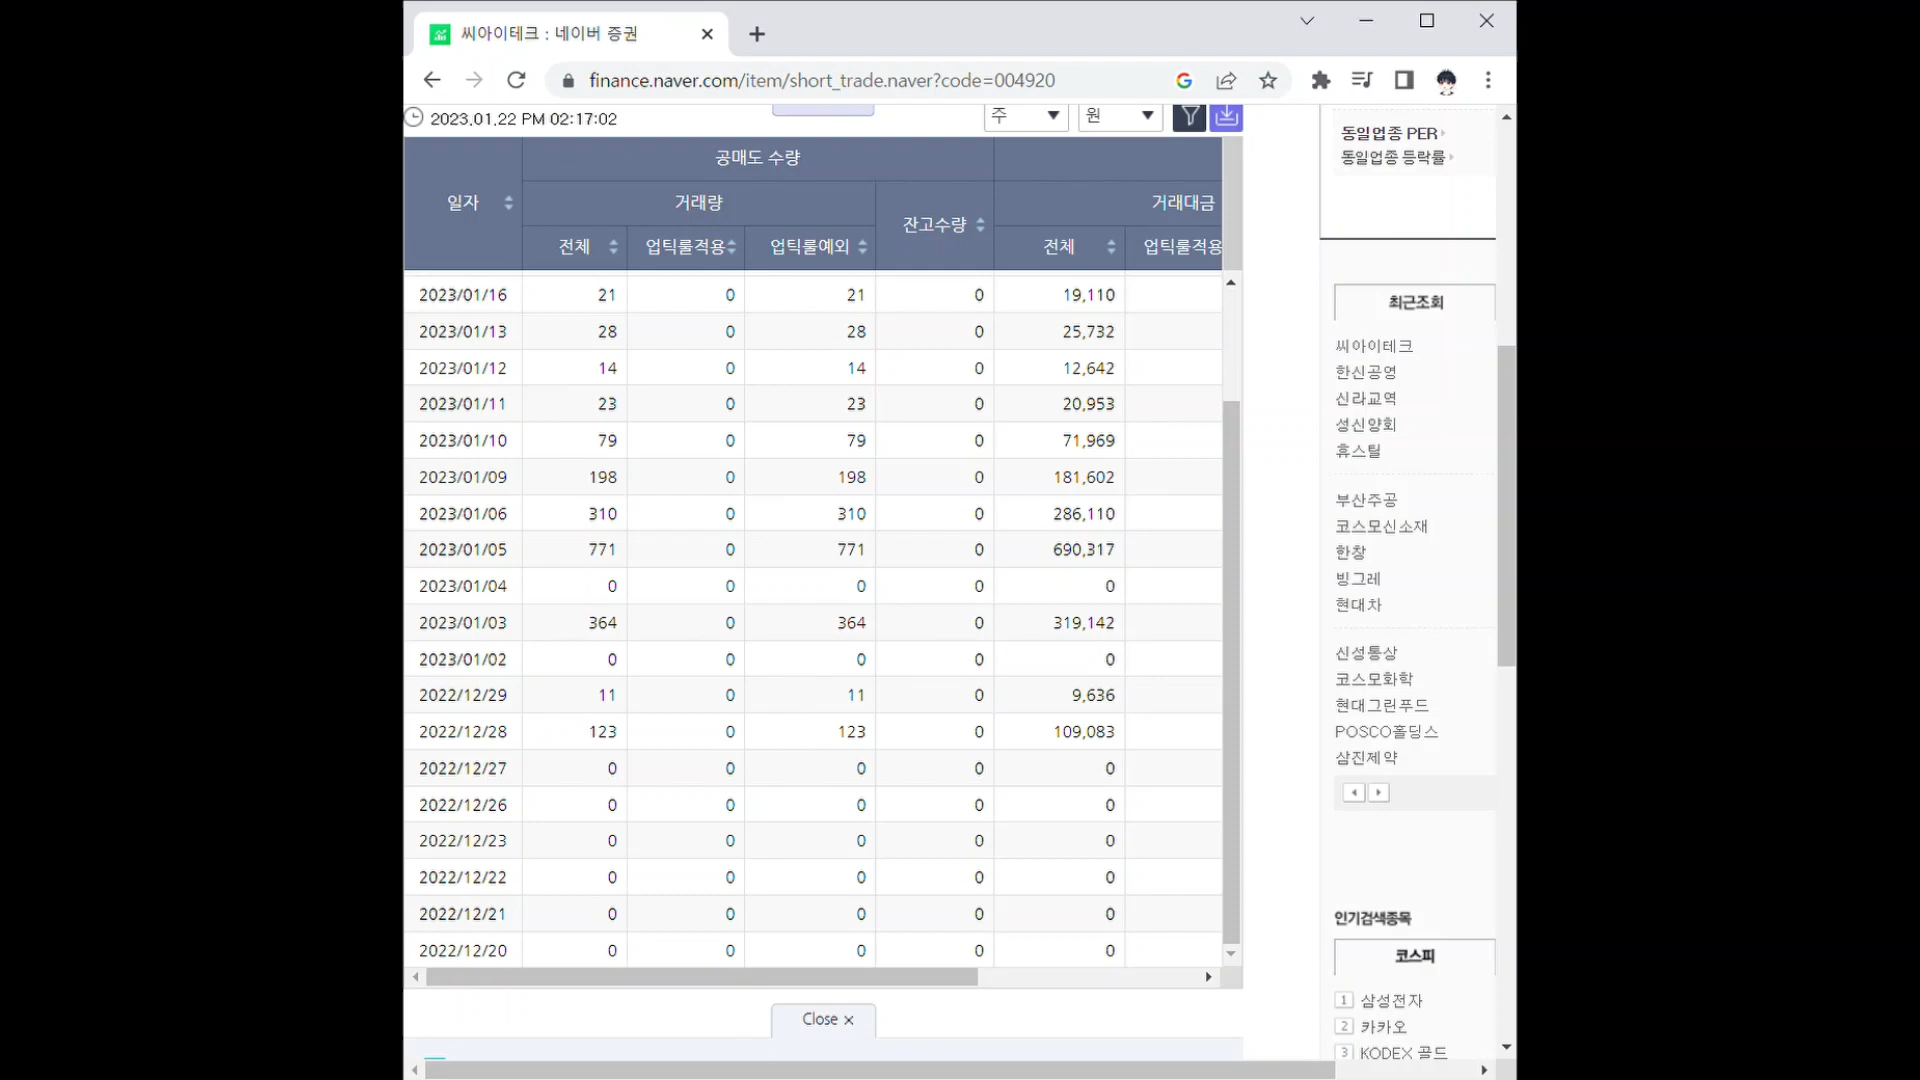 씨아이테크 : 네이버 증권
finance.naver.com/item/short_trade.naver?code=004920
2023.01.22 PM 02:17:02
주 원
일자 공매도 수량
거래량 잔고수량 거래대금
전체 업틱룰적용 업틱룰예외 전체 업틱룰적용
2023/01/16 21 0 21 0 19,110
2023/01/13 28 0 28 0 25,732
2023/01/12 14 0 14 0 12,642
2023/01/11 23 0 23 0 20,953
2023/01/10 79 0 79 0 71,969
2023/01/09 198 0 198 0 181,602
2023/01/06 310 0 310 0 286,110
2023/01/05 771 0 771 0 690,317
2023/01/04 0 0 0 0 0
2023/01/03 364 0 364 0 319,142
2023/01/02 0 0 0 0 0
2022/12/29 11 0 11 0 9,636
2022/12/28 123 0 123 0 109,083
2022/12/27 0 0 0 0 0
2022/12/26 0 0 0 0 0
2022/12/23 0 0 0 0 0
2022/12/22 0 0 0 0 0
2022/12/21 0 0 0 0 0
2022/12/20 0 0 0 0 0
Close ×
동일업종 PER
동일업종 등락률
최근조회
씨아이테크
한신공영
신라교역
성신양회
휴스틸
부산주공
코스모신소재
한창
빙그레
현대차
신성통상
코스모화학
현대그린푸드
POSCO홀딩스
삼진제약
인기검색종목
코스피
1 삼성전자
2 카카오
3 KODEX 골드